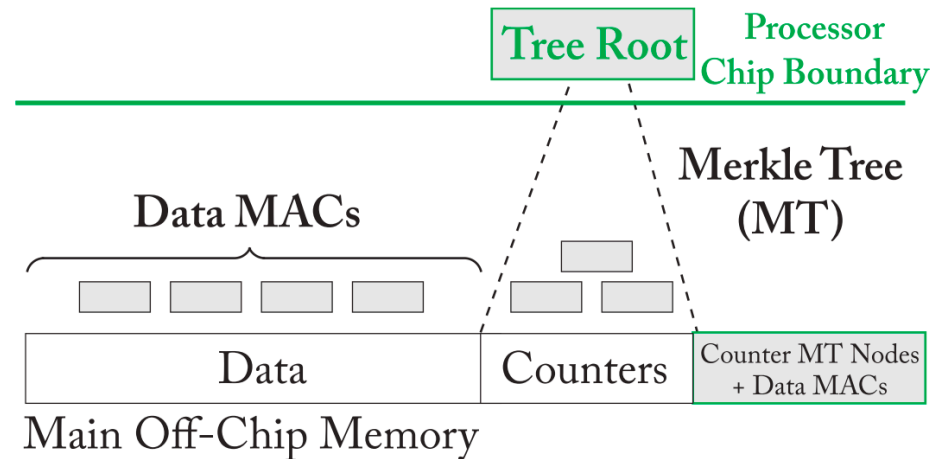 Tree Root
Processor
Chip Boundary
Merkle Tree
(MT)
Data MACs
Data
Counters
Counter MT Nodes
+ Data MACs
Main Off-Chip Memory